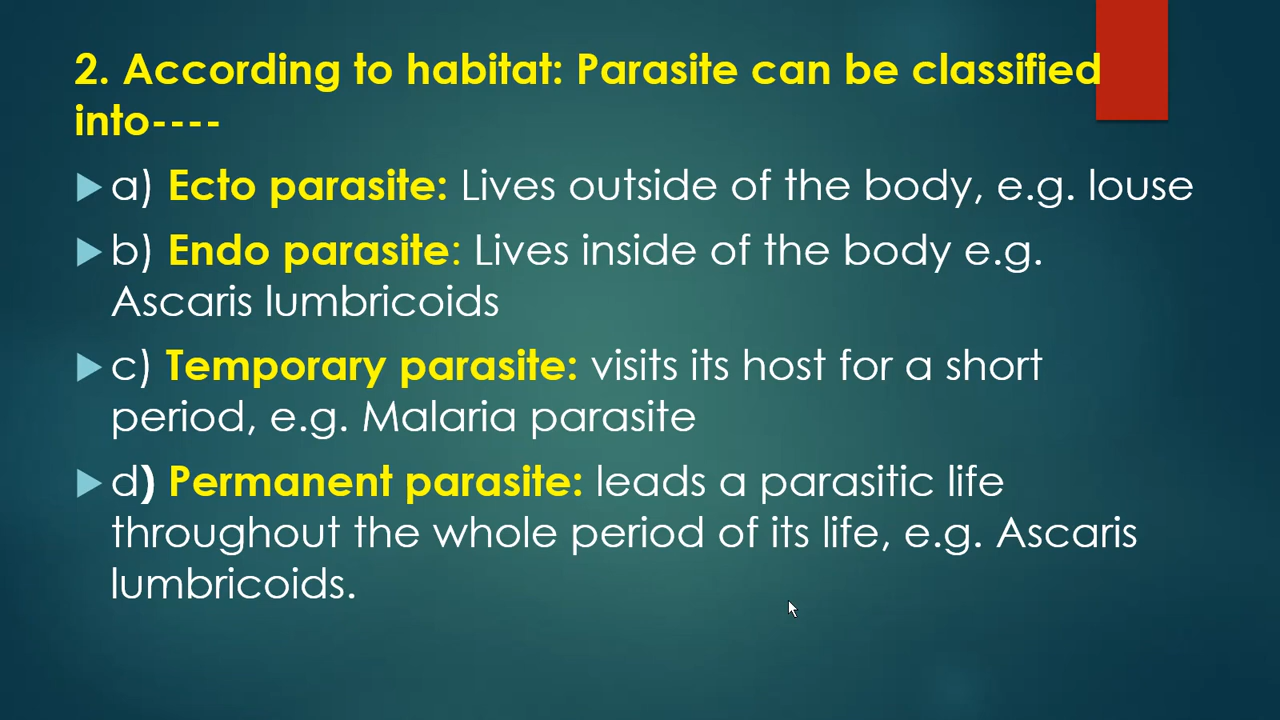 2. According to habitat: Parasite can be classified
into----
a) Ecto parasite: Lives outside of the body, e.g. louse
b) Endo parasite: Lives inside of the body e.g.
Ascaris lumbricoids
c) Temporary parasite: visits its host for a short
period, e.g. Malaria parasite
d) Permanent parasite: leads a parasitic life
throughout the whole period of its life, e.g. Ascaris
lumbricoids.